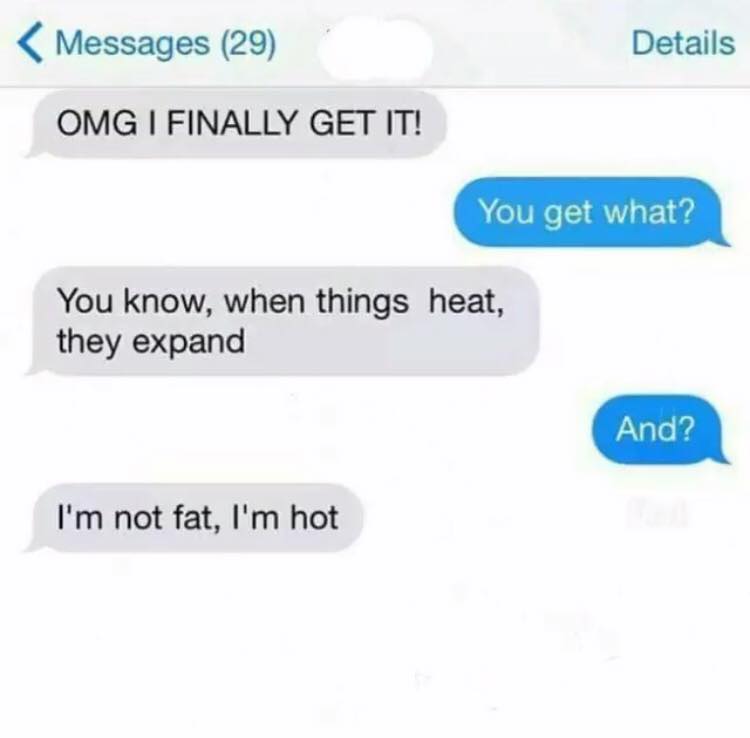 Messages (29)
Details
OMG I FINALLY GET IT!
You get what?
You know, when things heat,
they expand
And?
I'm not fat, I'm hot